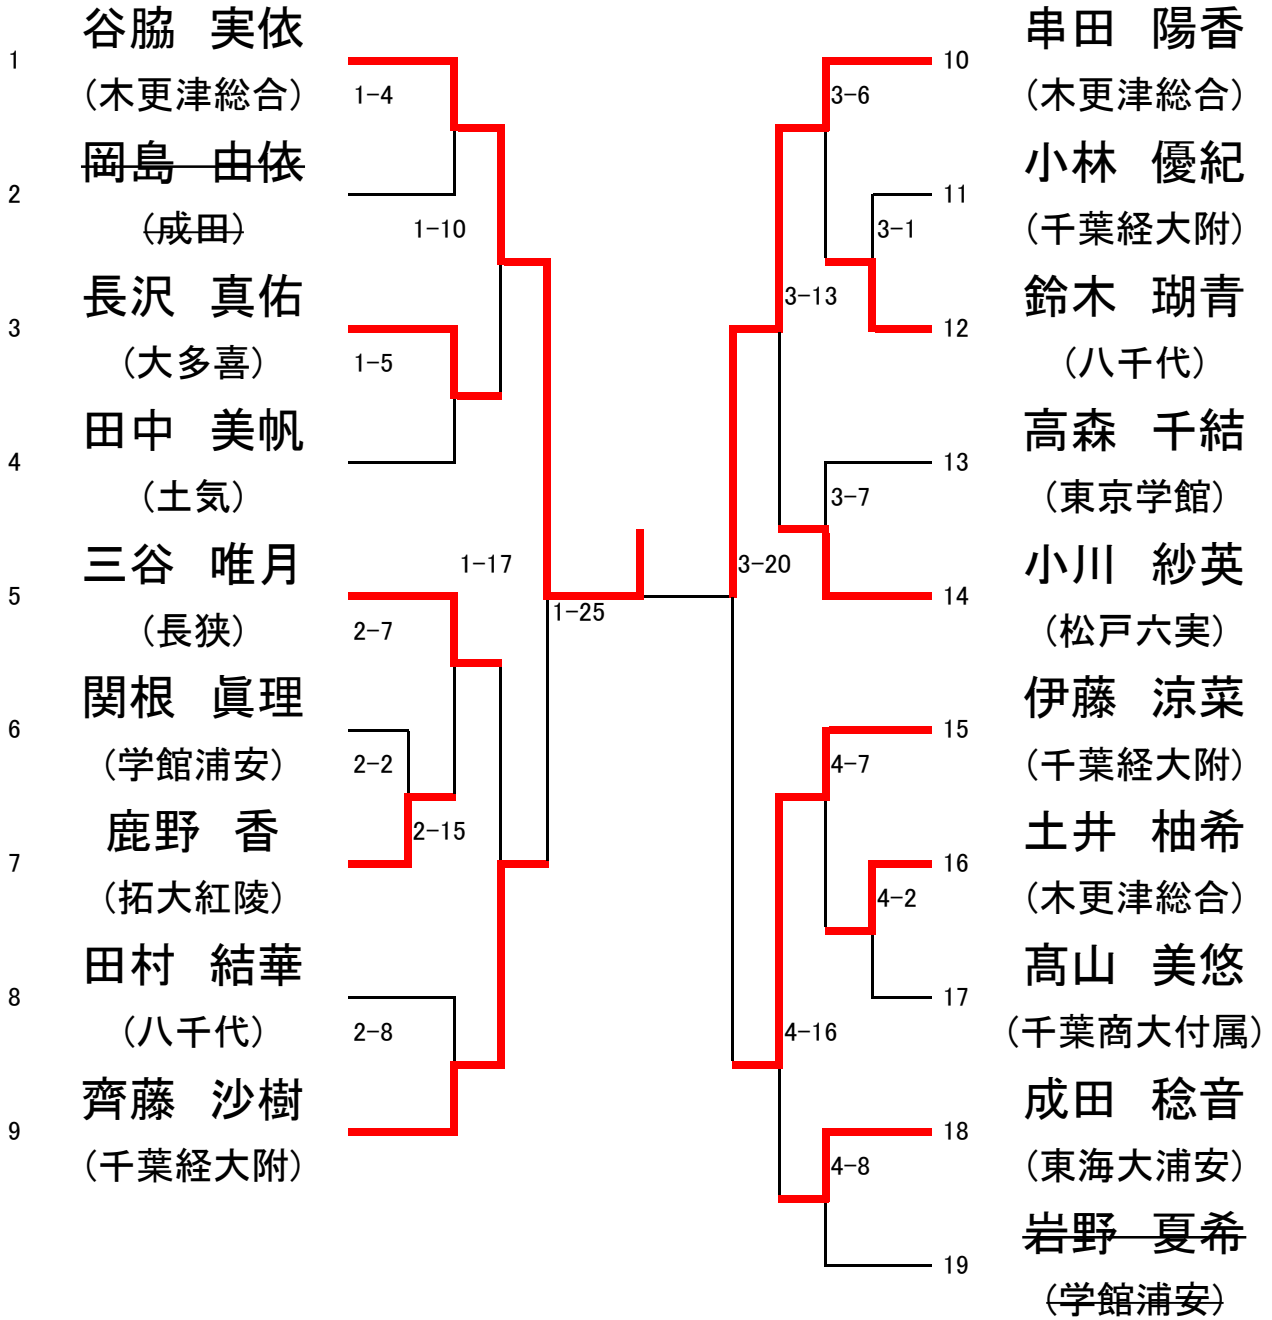 1 谷脇 実依
(木更津総合)
2 岡島 由依
(成田)
3 長沢 真佑
(大多喜)
4 田中 美帆
(土気)
5 三谷 唯月
(長狭)
6 関根 眞理
(学館浦安)
7 鹿野 香
(拓大紅陵)
8 田村 結華
(八千代)
9 齊藤 沙樹
(千葉経大附)
1-4
1-10
1-5
1-17
2-7
2-2
2-15
2-8
1-25
3-6
3-1
3-13
3-7
3-20
4-7
4-2
4-16
4-8
10 串田 陽香
(木更津総合)
11 小林 優紀
(千葉経大附)
12 鈴木 瑚青
(八千代)
13 高森 千結
(東京学館)
14 小川 紗英
(松戸六実)
15 伊藤 涼菜
(千葉経大附)
16 土井 柚希
(木更津総合)
17 髙山 美悠
(千葉商大付属)
18 成田 稔音
(東海大浦安)
19 岩野 夏希
(学館浦安)